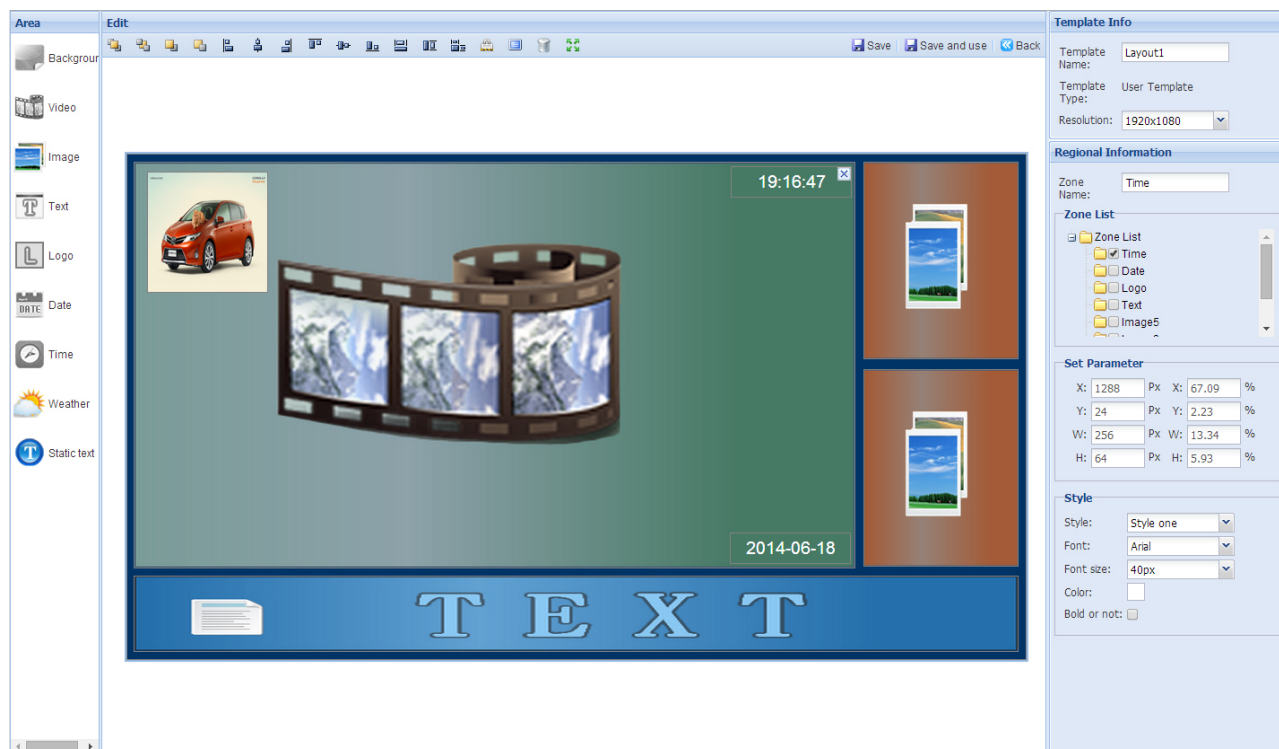 Area
Backgrour
Video
Image
T
Text
L
Logo
DATE
Date
Time
Weather
T
Static text
Edit
Save
Save and use
Back
19:16:47
2014-06-18
TEXT
Template Info
Template Name:
Layout1
Template Type:
User Template
Resolution:
1920x1080
Regional Information
Zone Name:
Time
Zone List
Zone List
Time
Date
Logo
Text
Image5
Set Parameter
X: 1288 Px X: 67.09 %
Y: 24 Px Y: 2.23 %
W: 256 Px W: 13.34 %
H: 64 Px H: 5.93 %
Style
Style: Style one
Font: Arial
Font size: 40px
Color:
Bold or not: